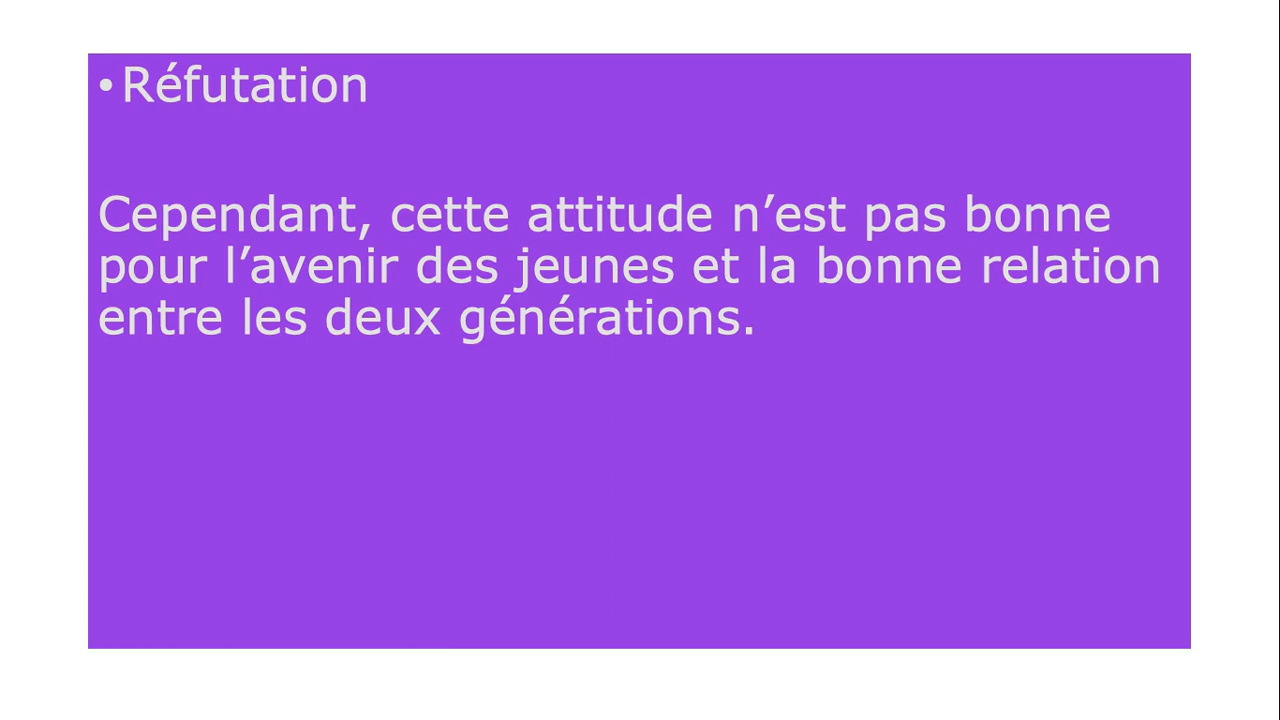 • Réfutation
Cependant, cette attitude n’est pas bonne
pour l’avenir des jeunes et la bonne relation
entre les deux générations.